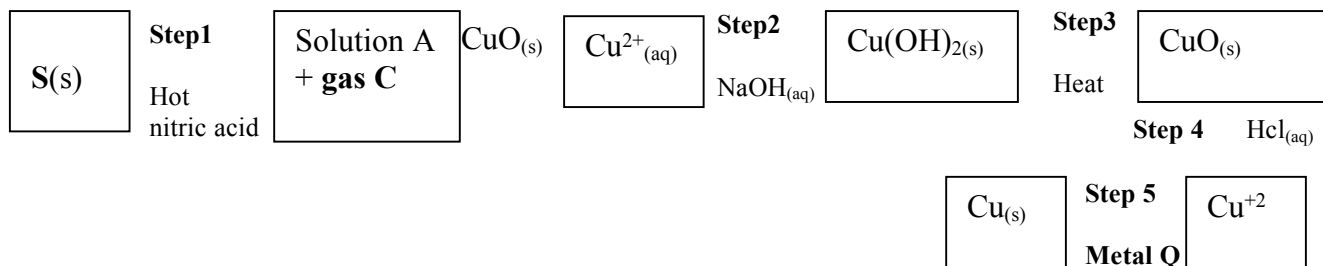 S(s)
Step1
Hot
nitric acid
Solution A
+ gas C
CuO(s)
Cu²⁺(aq)
Step2
NaOH(aq)
Cu(OH)₂(s)
Step3
Heat
CuO(s)
Step 4 Hcl(aq)
Cu(s)
Step 5
Metal Q
Cu⁺²